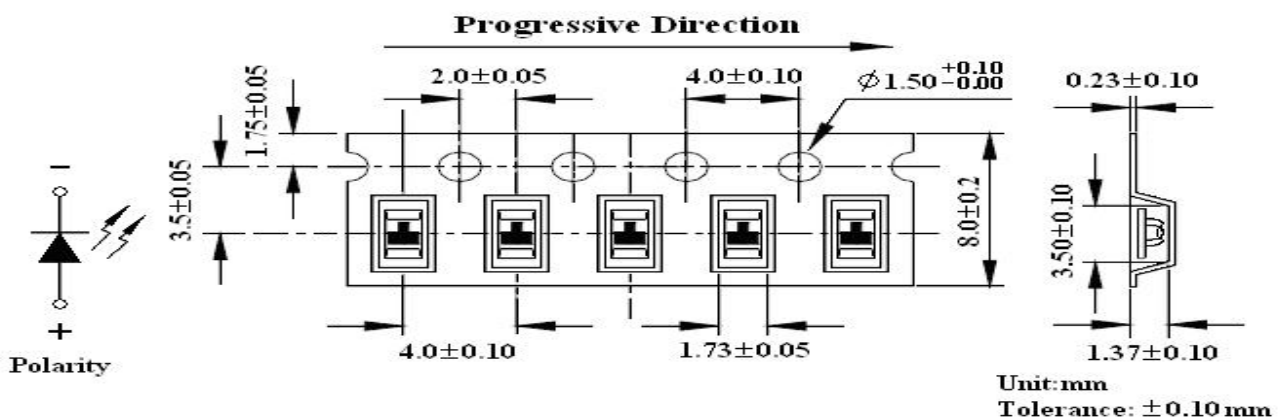 Progressive Direction
2.0±0.05
4.0±0.10
ϕ1.50 +0.10 -0.00
0.23±0.10
1.75±0.05
3.5±0.05
8.0±0.2
3.50±0.10
-
+
Polarity
4.0±0.10
1.73±0.05
1.37±0.10
Unit:mm
Tolerance: ±0.10 mm